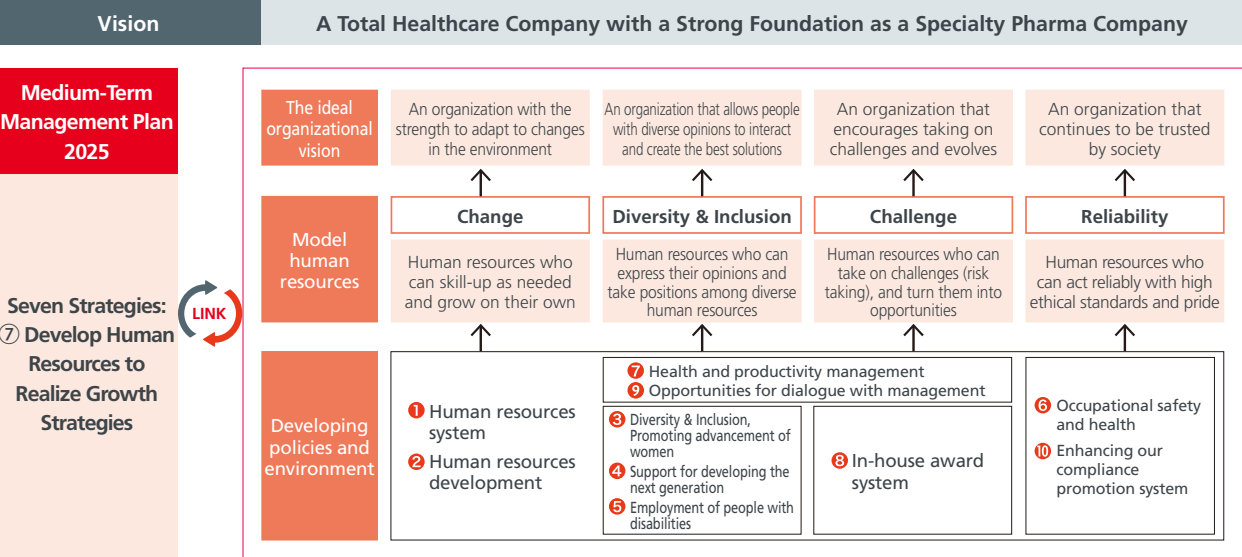 Vision
A Total Healthcare Company with a Strong Foundation as a Specialty Pharma Company
Medium-Term
Management Plan
2025
Seven Strategies:
⑦ Develop Human
Resources to
Realize Growth
Strategies
LINK
The ideal
organizational
vision
An organization with the
strength to adapt to changes
in the environment
An organization that allows people
with diverse opinions to interact
and create the best solutions
An organization that
encourages taking on
challenges and evolves
An organization that
continues to be trusted
by society
Model
human
resources
Change
Human resources who
can skill-up as needed
and grow on their own
Diversity & Inclusion
Human resources who can
express their opinions and
take positions among diverse
human resources
Challenge
Human resources who can
take on challenges (risk
taking), and turn them into
opportunities
Reliability
Human resources who
can act reliably with high
ethical standards and pride
Developing
policies and
environment
❶ Human resources
system
❷ Human resources
development
❼ Health and productivity management
❾ Opportunities for dialogue with management
❸ Diversity & Inclusion,
Promoting advancement of
women
❹ Support for developing the
next generation
❺ Employment of people with
disabilities
❽ In-house award
system
❻ Occupational safety
and health
❿ Enhancing our
compliance
promotion system